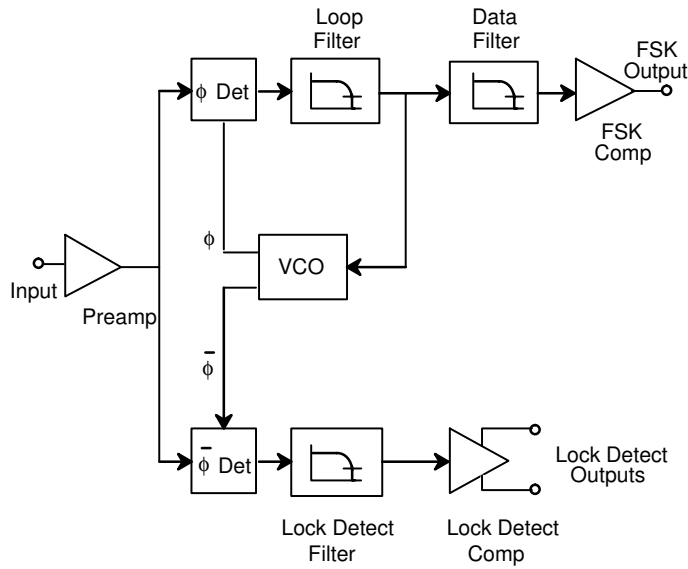 Loop
Filter
Data
Filter
FSK
Output
ϕ Det
FSK
Comp
ϕ
VCO
Input
Preamp
ϕ̅
ϕ̅ Det
Lock Detect
Outputs
Lock Detect
Filter
Lock Detect
Comp